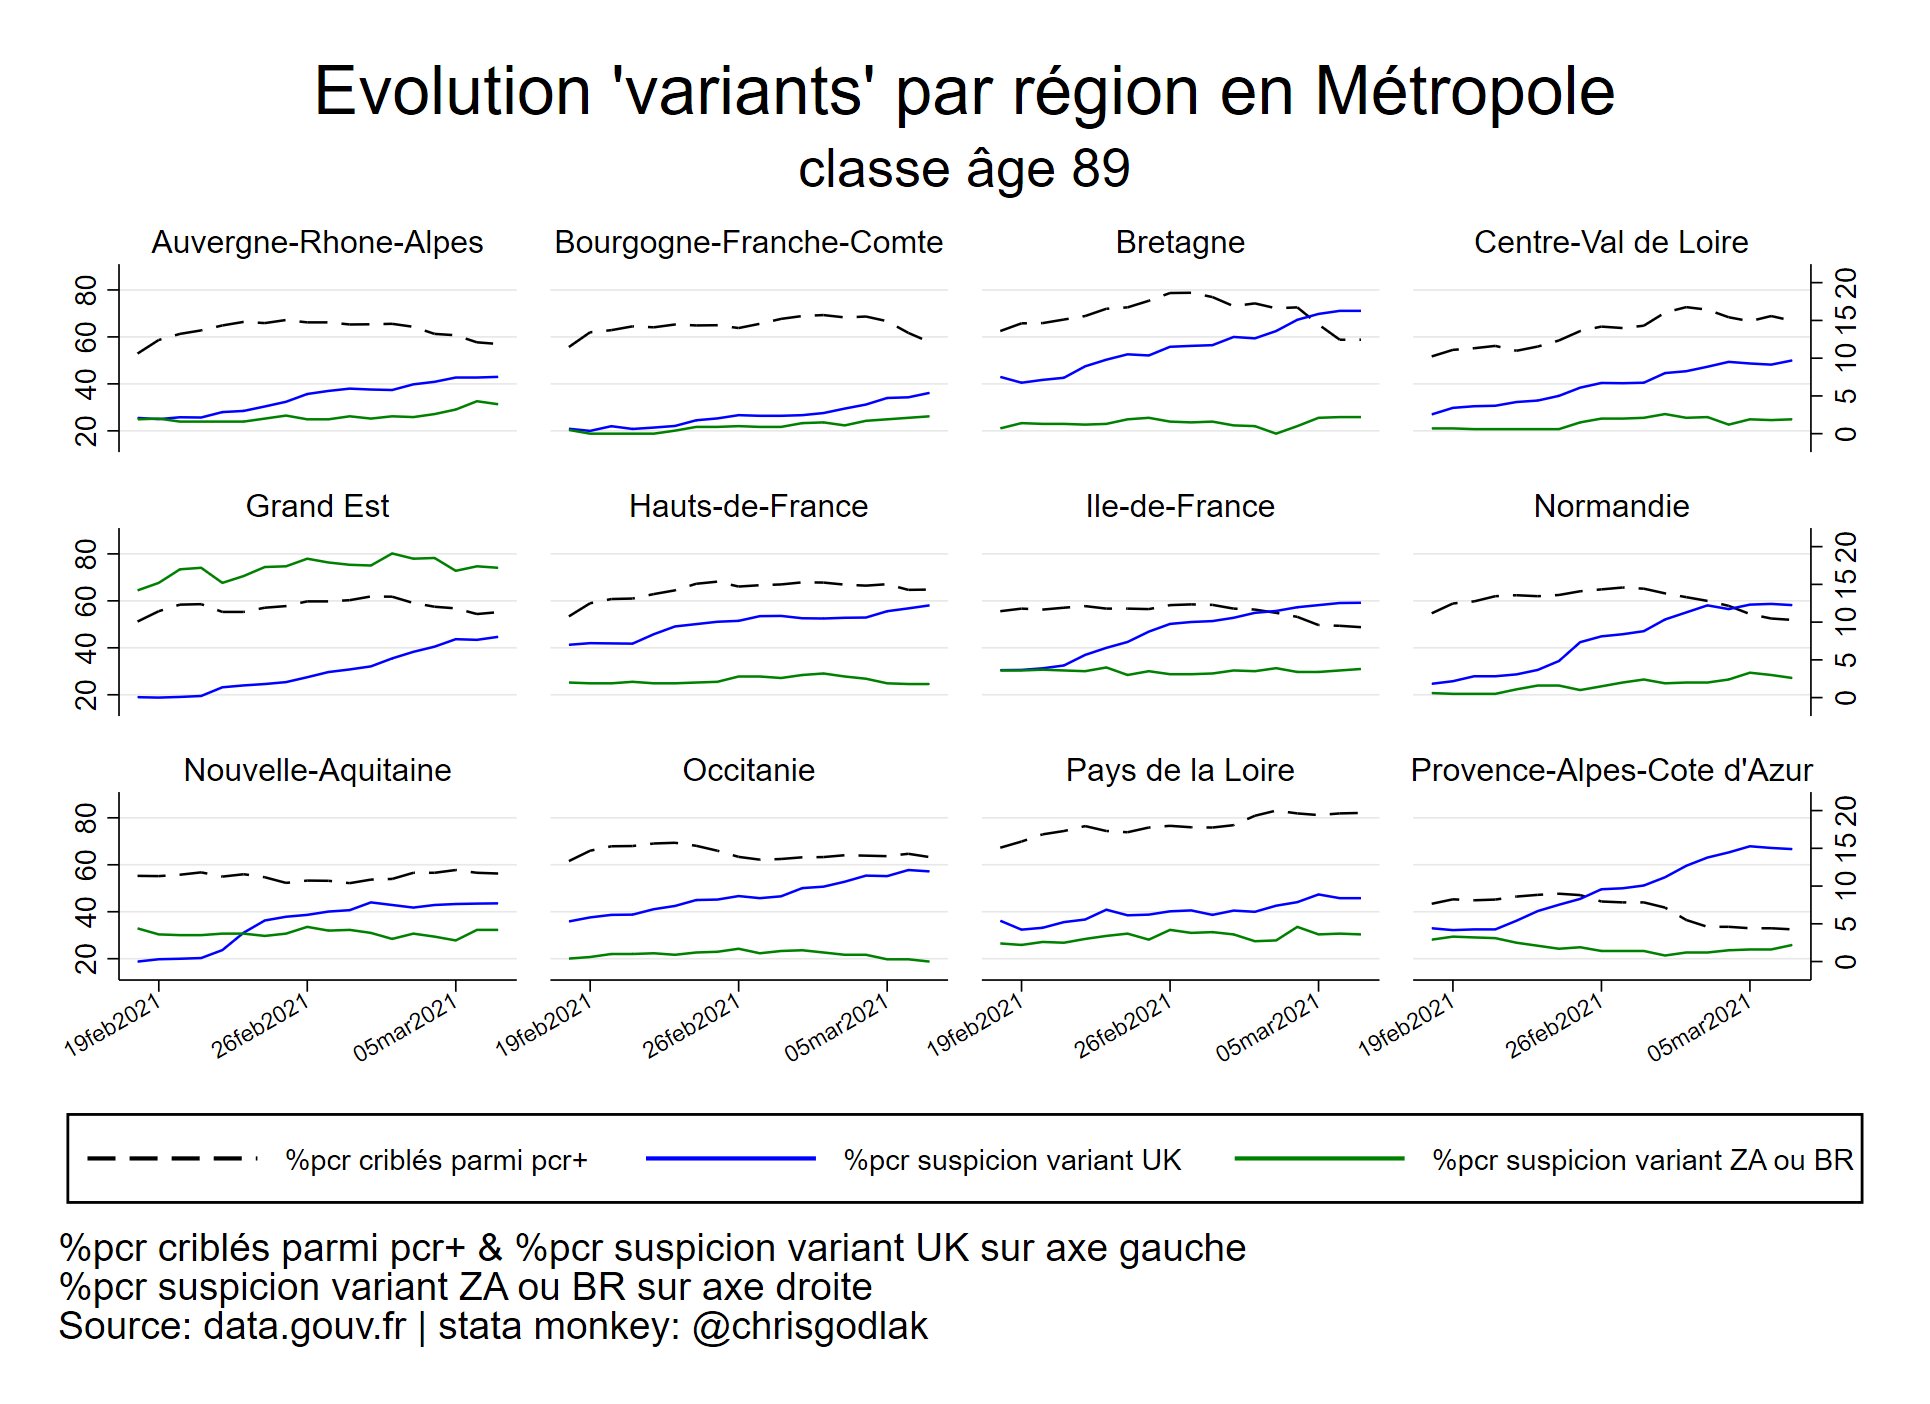 Evolution 'variants' par région en Métropole
classe âge 89
Auvergne-Rhone-Alpes
Bourgogne-Franche-Comte
Bretagne
Centre-Val de Loire
20 40 60 80
0 5 10 15 20
Grand Est
Hauts-de-France
Ile-de-France
Normandie
20 40 60 80
0 5 10 15 20
Nouvelle-Aquitaine
Occitanie
Pays de la Loire
Provence-Alpes-Cote d'Azur
20 40 60 80
0 5 10 15 20
19feb2021 26feb2021 05mar2021
19feb2021 26feb2021 05mar2021
19feb2021 26feb2021 05mar2021
19feb2021 26feb2021 05mar2021
%pcr criblés parmi pcr+
%pcr suspicion variant UK
%pcr suspicion variant ZA ou BR
%pcr criblés parmi pcr+ & %pcr suspicion variant UK sur axe gauche
%pcr suspicion variant ZA ou BR sur axe droite
Source: data.gouv.fr | stata monkey: @chrisgodlak